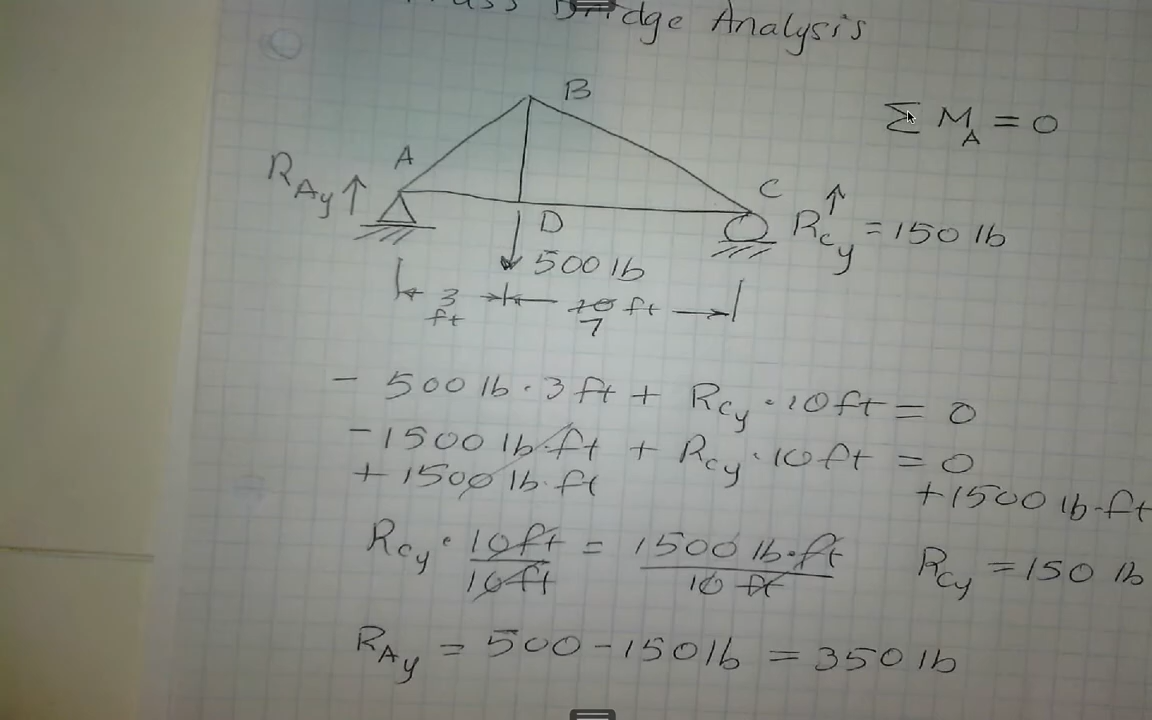 Bridge Analysis
B
Σ M_A = 0
A
R_Ay ↑
C
D
R_Cy = 150 lb
500 lb
3 ft
10 ft
7
- 500 lb · 3 ft + R_Cy · 10 ft = 0
- 1500 lb·ft + R_Cy · 10 ft = 0
+ 1500 lb·ft
+ 1500 lb·ft
R_Cy · 10 ft / 10 ft = 1500 lb·ft / 10 ft
R_Cy = 150 lb
R_Ay = 500 - 150 lb = 350 lb